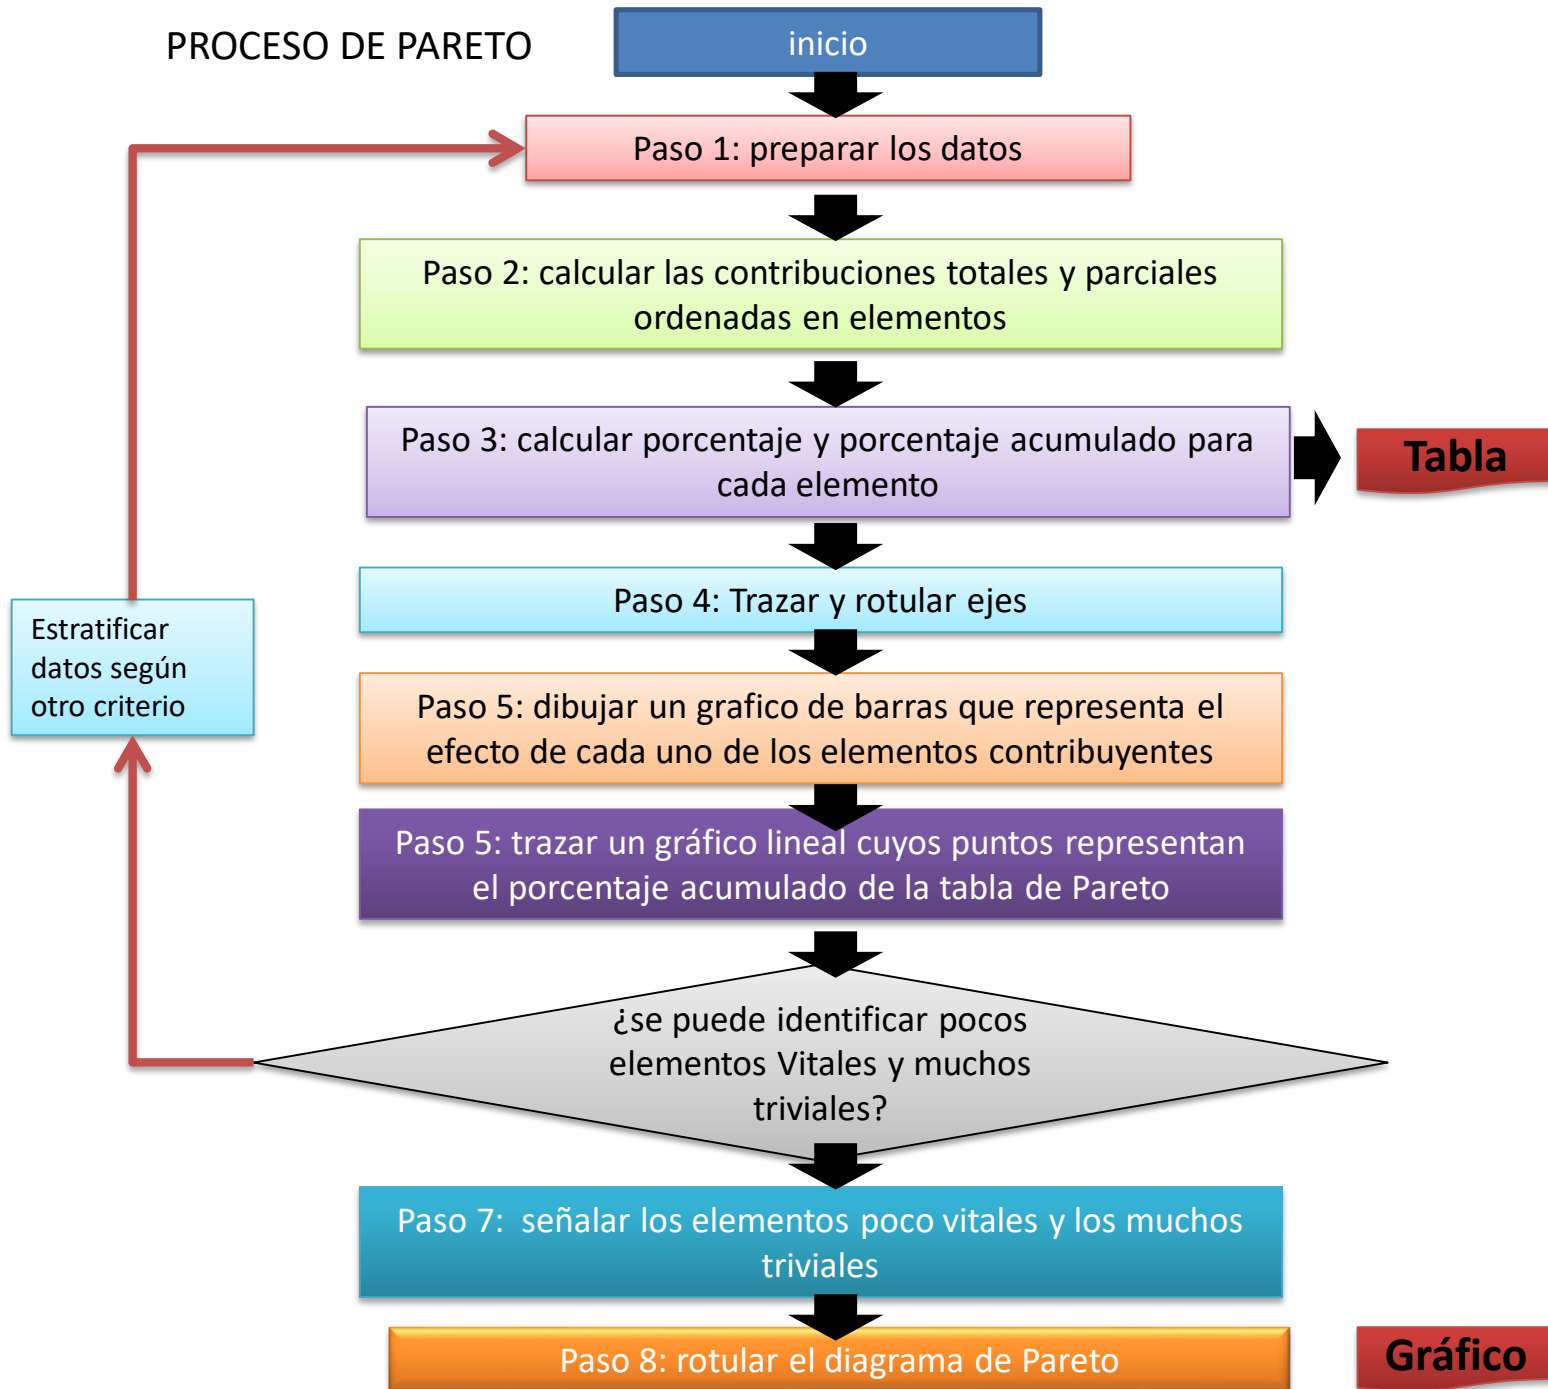 PROCESO DE PARETO
inicio
Paso 1: preparar los datos
Paso 2: calcular las contribuciones totales y parciales
ordenadas en elementos
Paso 3: calcular porcentaje y porcentaje acumulado para
cada elemento
Tabla
Paso 4: Trazar y rotular ejes
Estratificar
datos según
otro criterio
Paso 5: dibujar un grafico de barras que representa el
efecto de cada uno de los elementos contribuyentes
Paso 5: trazar un gráfico lineal cuyos puntos representan
el porcentaje acumulado de la tabla de Pareto
¿se puede identificar pocos
elementos Vitales y muchos
triviales?
Paso 7:  señalar los elementos poco vitales y los muchos
triviales
Paso 8: rotular el diagrama de Pareto
Gráfico